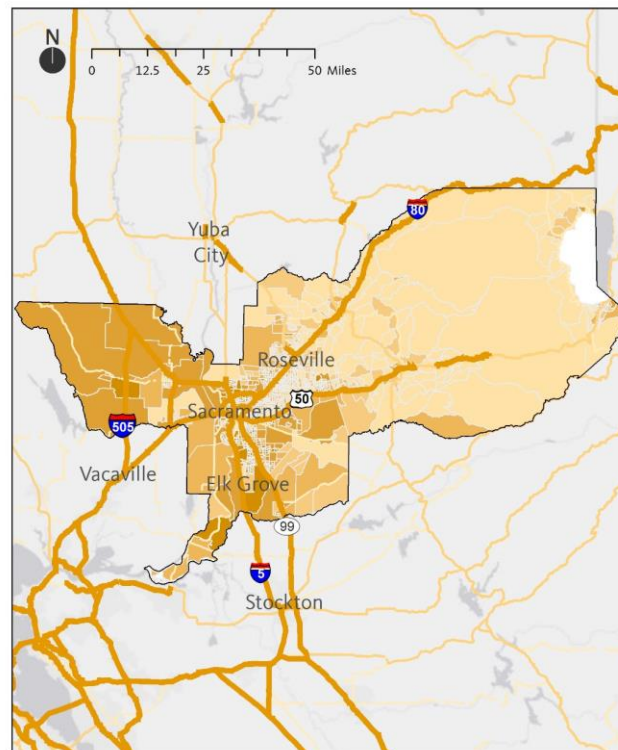 N
0 12.5 25 50 Miles
80
Yuba
City
Roseville
50
Sacramento
505
Vacaville
Elk Grove
99
5
Stockton